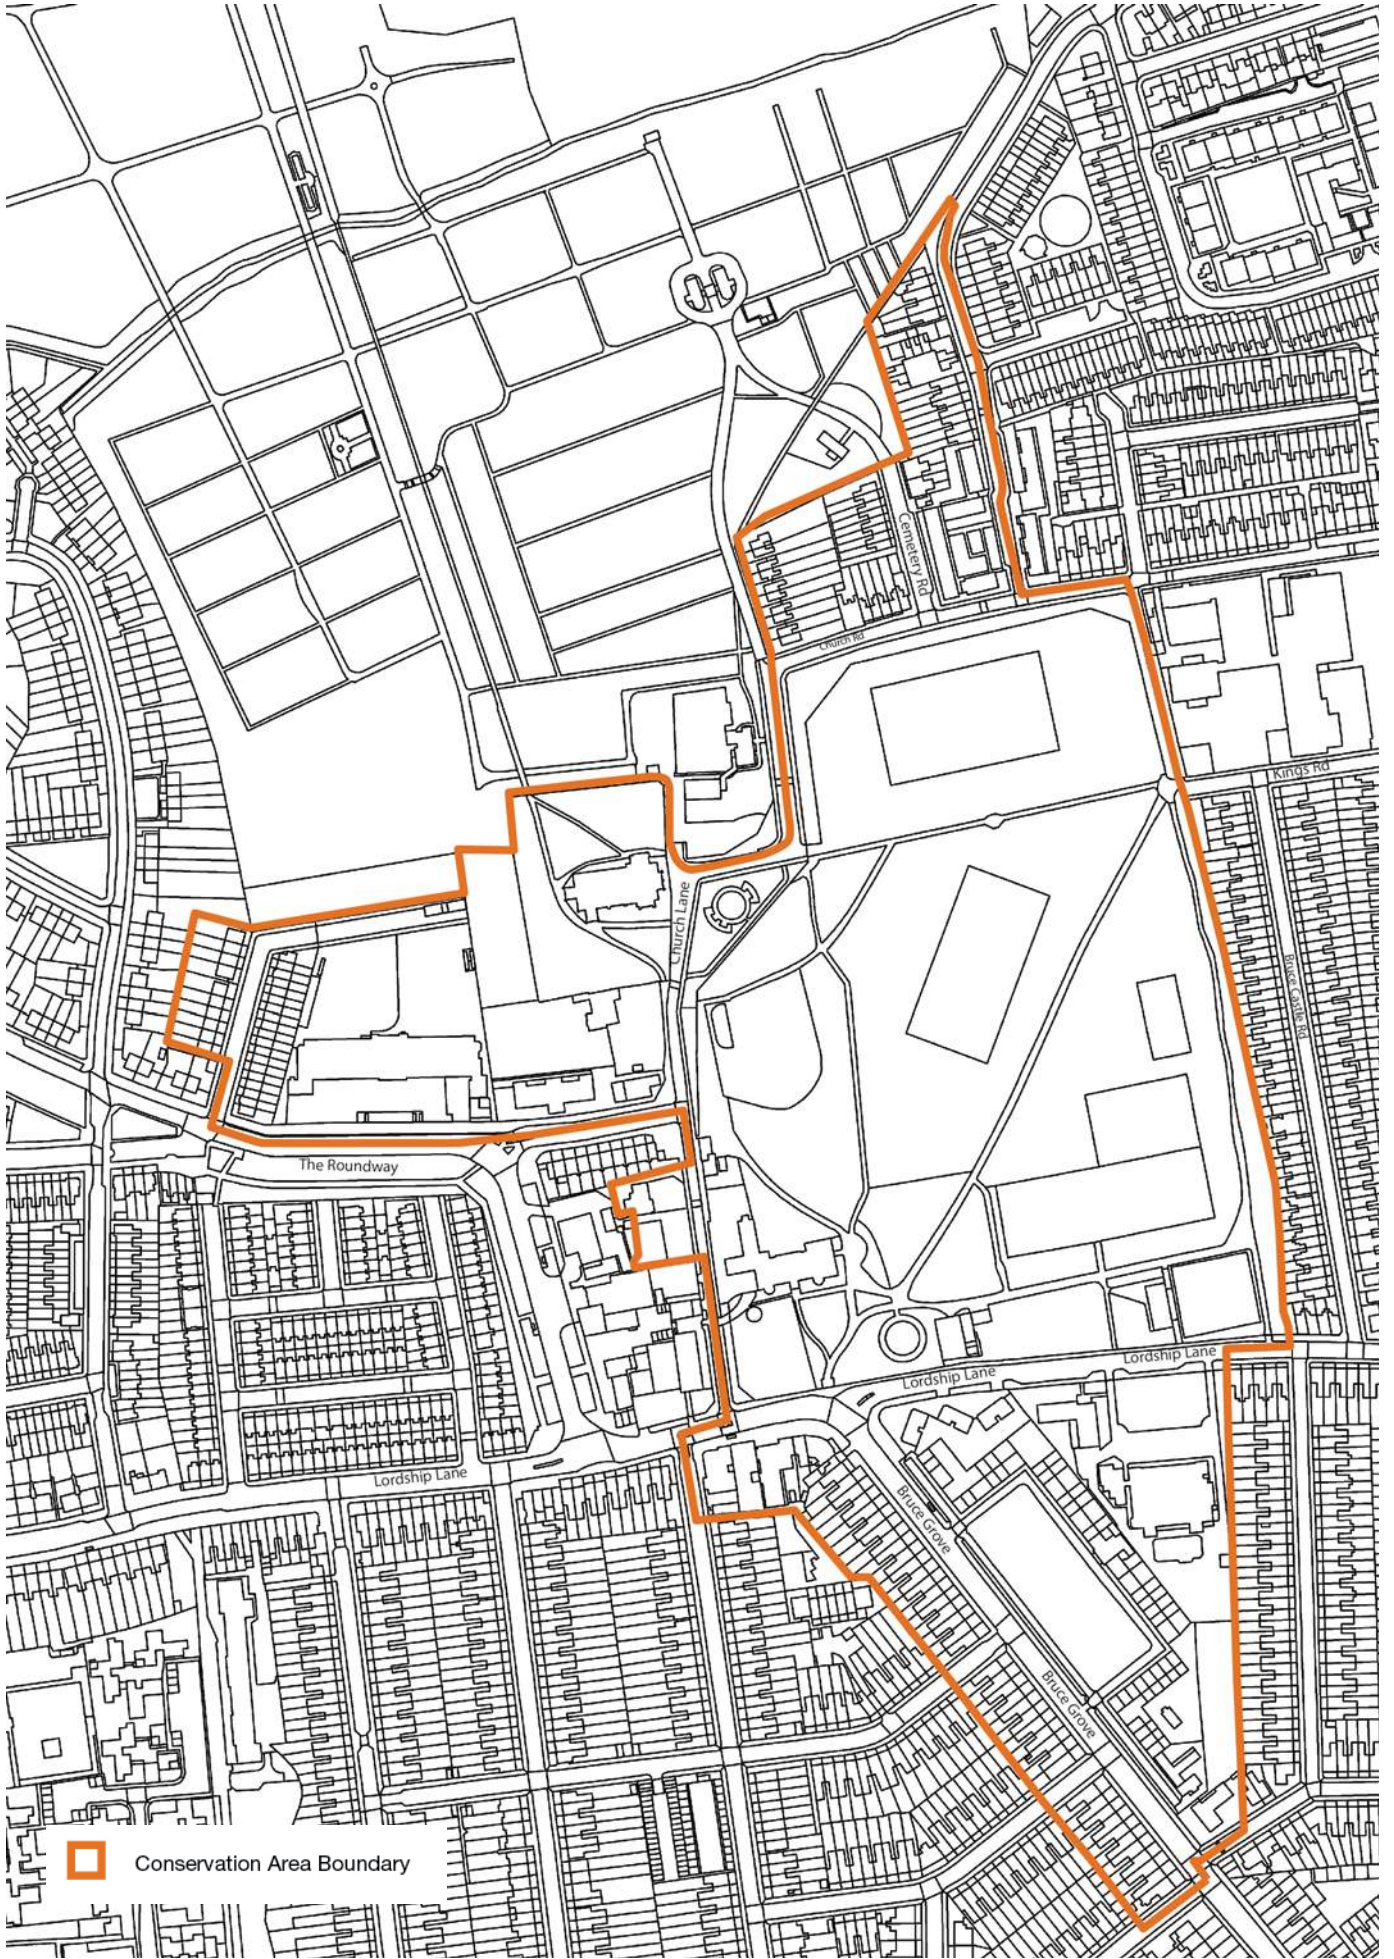 Cemetery Rd
Church Rd
Kings Rd
Church Lane
Bruce Castle Rd
The Roundway
Lordship Lane
Lordship Lane
Lordship Lane
Bruce Grove
Bruce Grove
Conservation Area Boundary